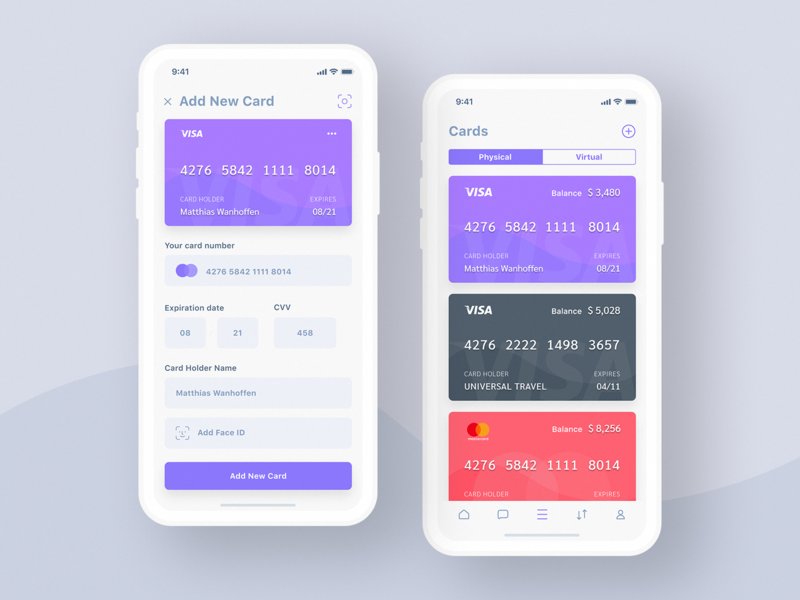 9:41
Add New Card
VISA
4276 5842 1111 8014
CARD HOLDER EXPIRES
Matthias Wanhoffen 08/21
Your card number
4276 5842 1111 8014
Expiration date CVV
08 21 458
Card Holder Name
Matthias Wanhoffen
Add Face ID
Add New Card
9:41
Cards
Physical Virtual
VISA Balance $ 3,480
4276 5842 1111 8014
CARD HOLDER EXPIRES
Matthias Wanhoffen 08/21
VISA Balance $ 5,028
4276 2222 1498 3657
CARD HOLDER EXPIRES
UNIVERSAL TRAVEL 04/11
mastercard Balance $ 8,256
4276 5842 1111 8014
CARD HOLDER EXPIRES